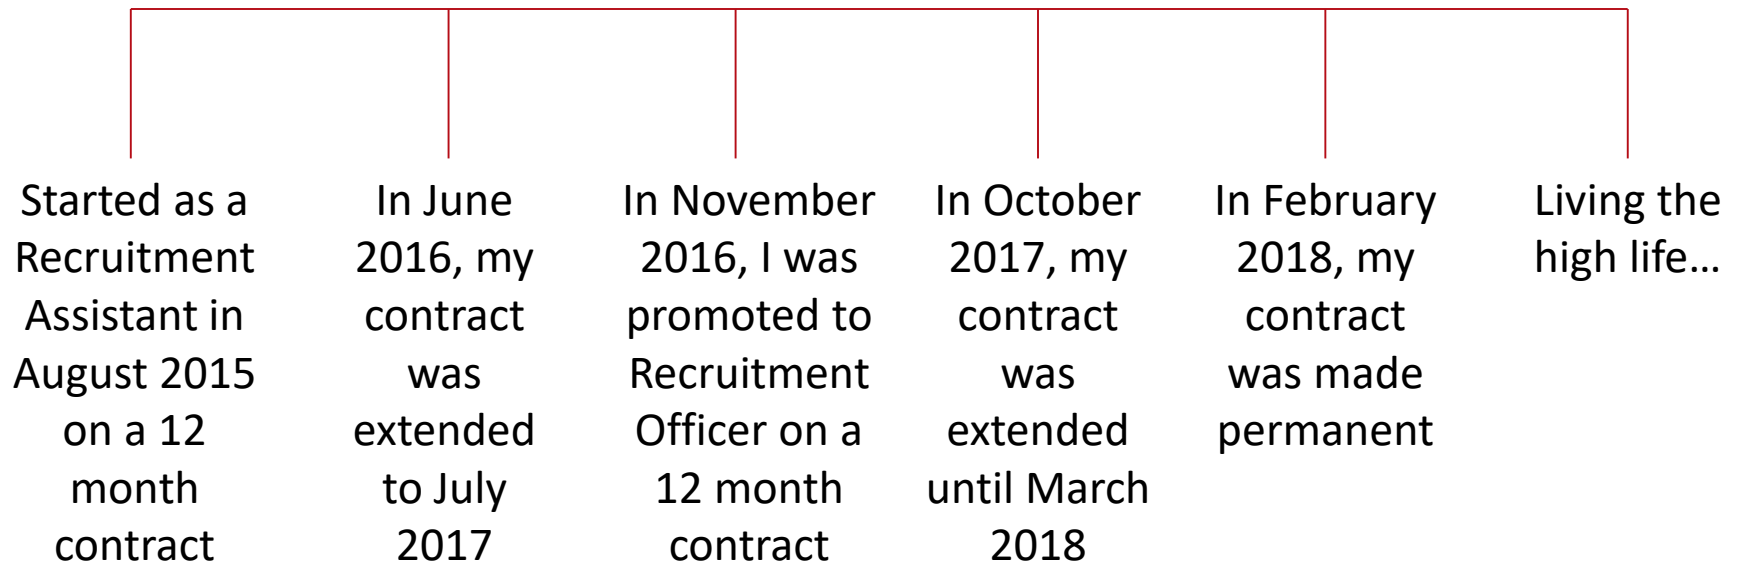 Started as a
Recruitment
Assistant in
August 2015
on a 12
month
contract
In June
2016, my
contract
was
extended
to July
2017
In November
2016, I was
promoted to
Recruitment
Officer on a
12 month
contract
In October
2017, my
contract
was
extended
until March
2018
In February
2018, my
contract
was made
permanent
Living the
high life…